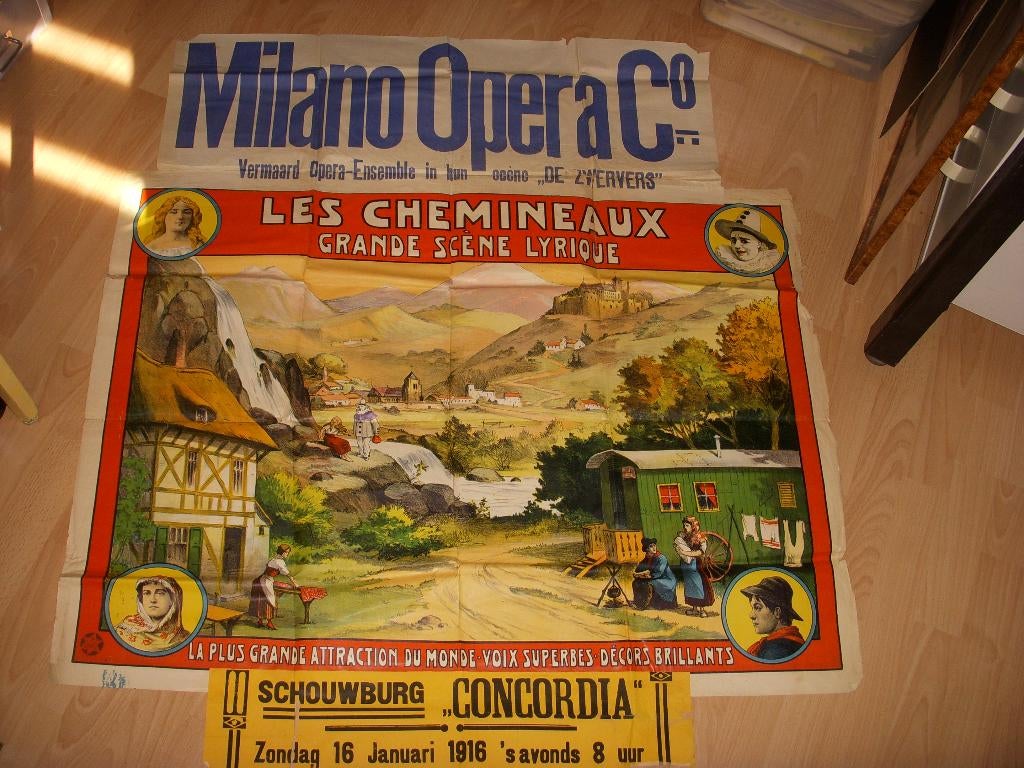 Milano Opera Co
Vermaard Opera-Ensemble in hun scène „DE ZWERVERS"
LES CHEMINEAUX
GRANDE SCÈNE LYRIQUE
LA PLUS GRANDE ATTRACTION DU MONDE - VOIX SUPERBES - DÉCORS BRILLANTS
SCHOUWBURG „CONCORDIA"
Zondag 16 Januari 1916 's avonds 8 uur